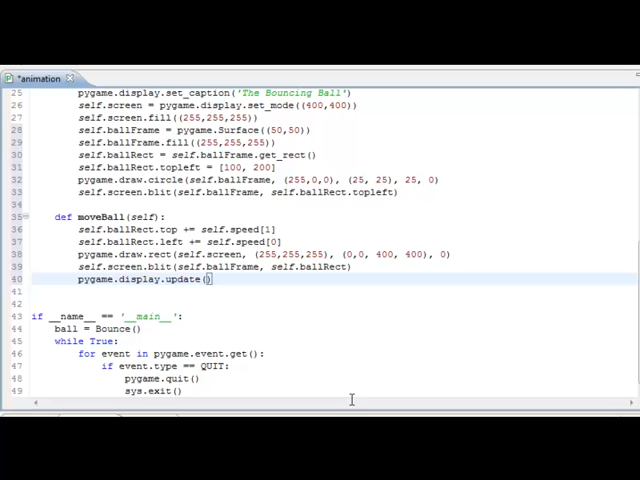 *animation
25 pygame.display.set_caption('The Bouncing Ball')
26 self.screen = pygame.display.set_mode((400,400))
27 self.screen.fill((255,255,255))
28 self.ballFrame = pygame.Surface((50,50))
29 self.ballFrame.fill((255,255,255))
30 self.ballRect = self.ballFrame.get_rect()
31 self.ballRect.topleft = [100, 200]
32 pygame.draw.circle(self.ballFrame, (255,0,0), (25, 25), 25, 0)
33 self.screen.blit(self.ballFrame, self.ballRect.topleft)
34
35 def moveBall(self):
36 self.ballRect.top += self.speed[1]
37 self.ballRect.left += self.speed[0]
38 pygame.draw.rect(self.screen, (255,255,255), (0,0, 400, 400), 0)
39 self.screen.blit(self.ballFrame, self.ballRect)
40 pygame.display.update()
41
42
43 if __name__ == '__main__':
44 ball = Bounce()
45 while True:
46 for event in pygame.event.get():
47 if event.type == QUIT:
48 pygame.quit()
49 sys.exit()